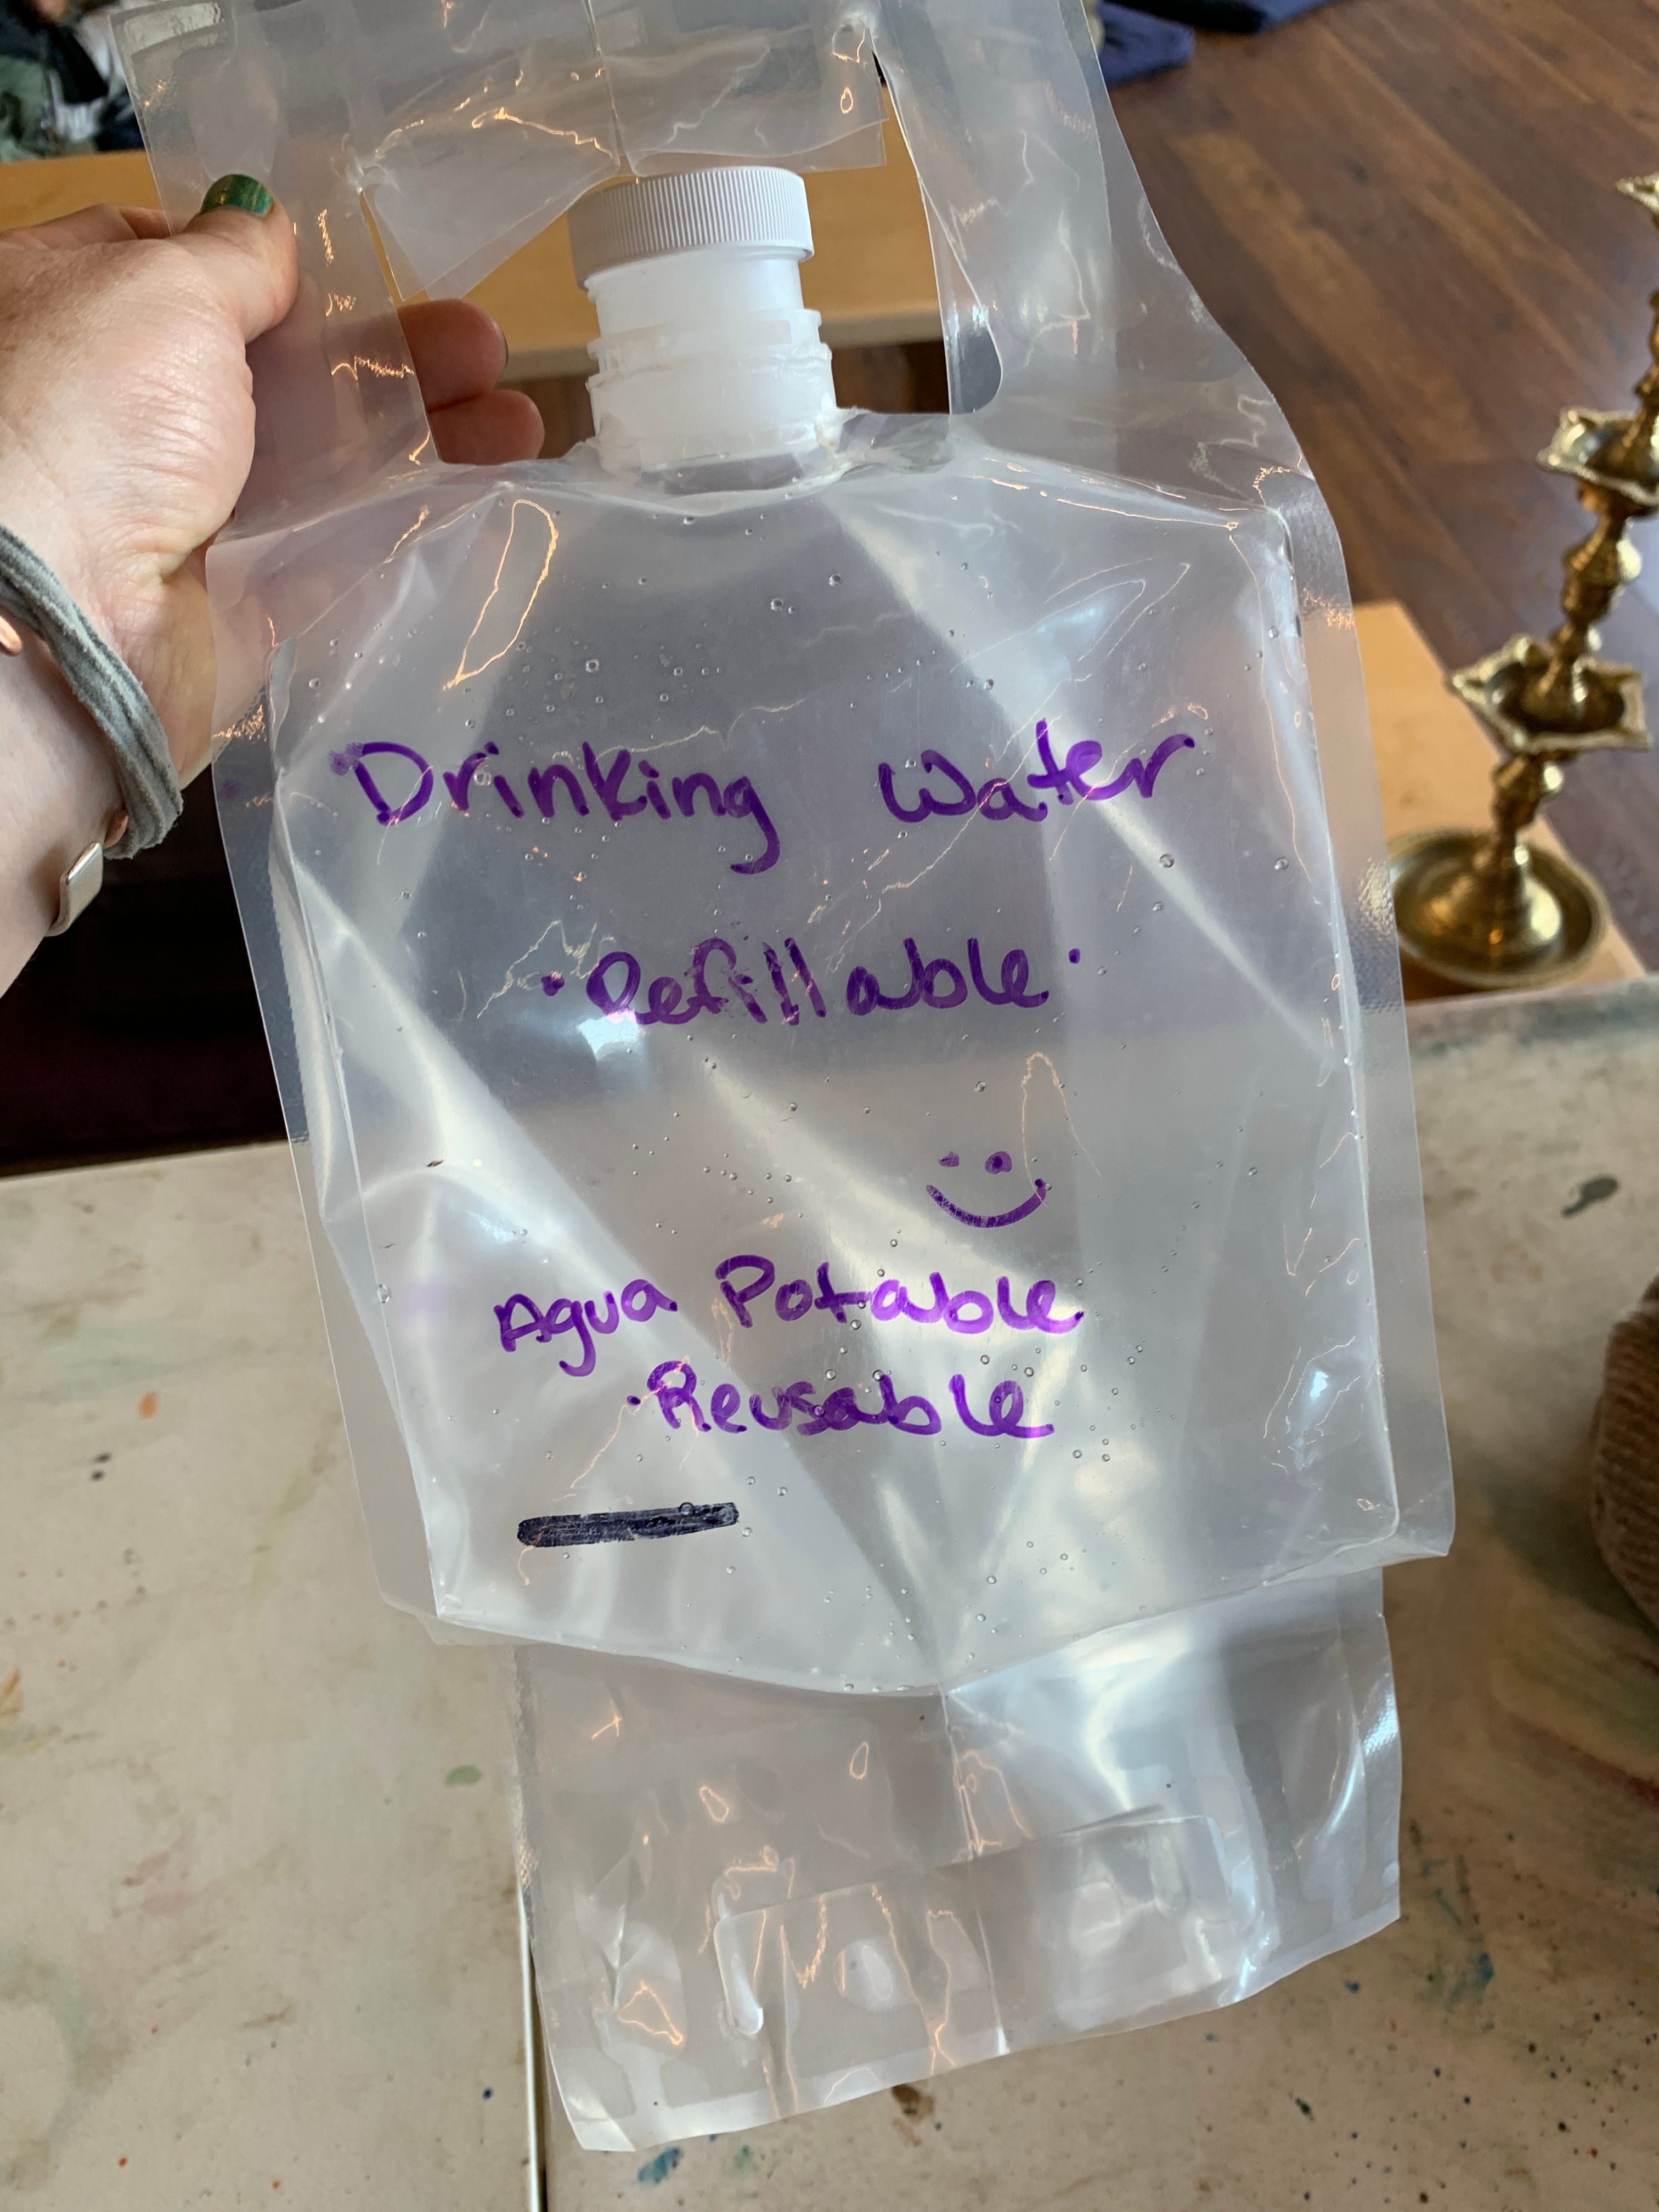 Drinking Water
·Refillable·
Agua Potable
·Reusable